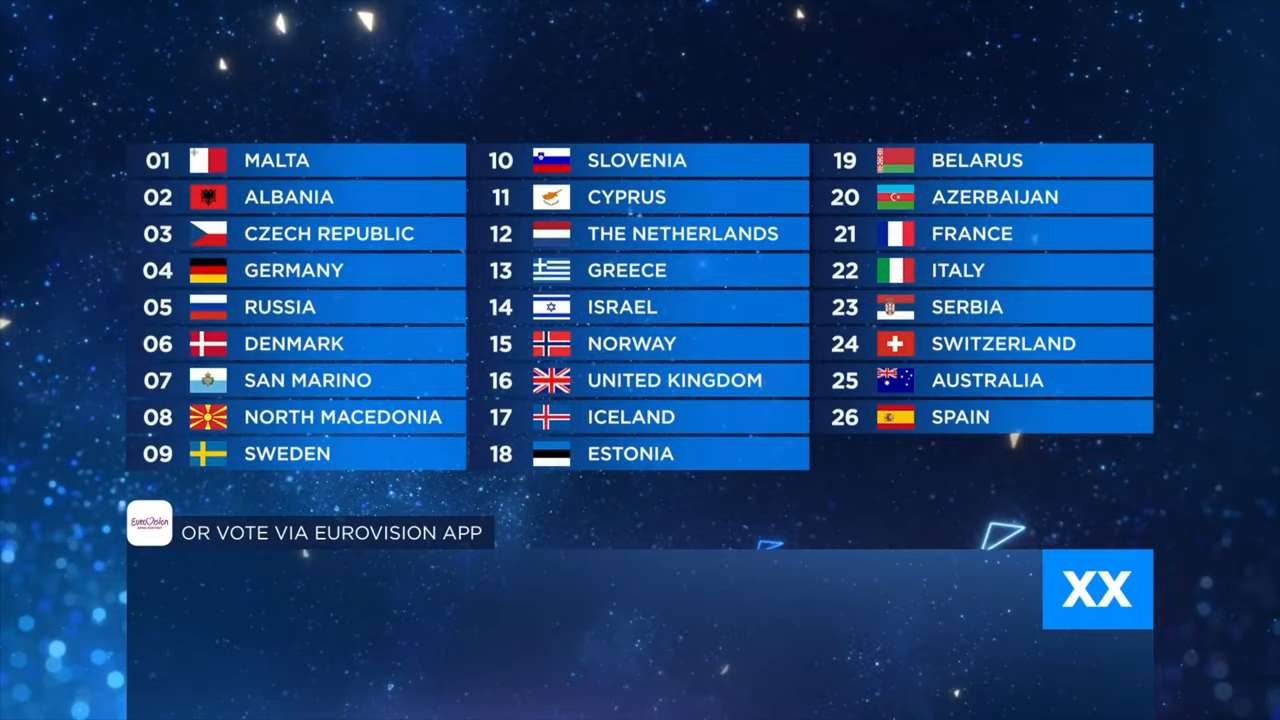 01 MALTA
02 ALBANIA
03 CZECH REPUBLIC
04 GERMANY
05 RUSSIA
06 DENMARK
07 SAN MARINO
08 NORTH MACEDONIA
09 SWEDEN
10 SLOVENIA
11 CYPRUS
12 THE NETHERLANDS
13 GREECE
14 ISRAEL
15 NORWAY
16 UNITED KINGDOM
17 ICELAND
18 ESTONIA
19 BELARUS
20 AZERBAIJAN
21 FRANCE
22 ITALY
23 SERBIA
24 SWITZERLAND
25 AUSTRALIA
26 SPAIN
EUROVISION
SONG CONTEST
OR VOTE VIA EUROVISION APP
XX